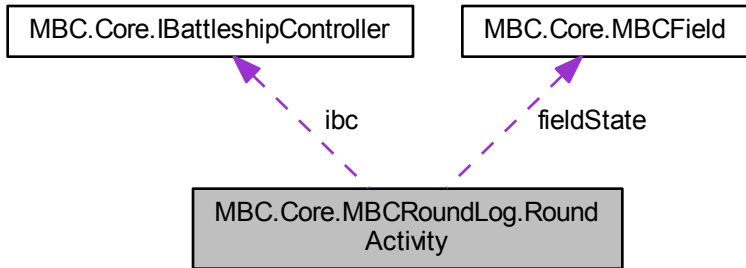 MBC.Core.IBattleshipController
MBC.Core.MBCField
ibc
fieldState
MBC.Core.MBCRoundLog.Round
Activity